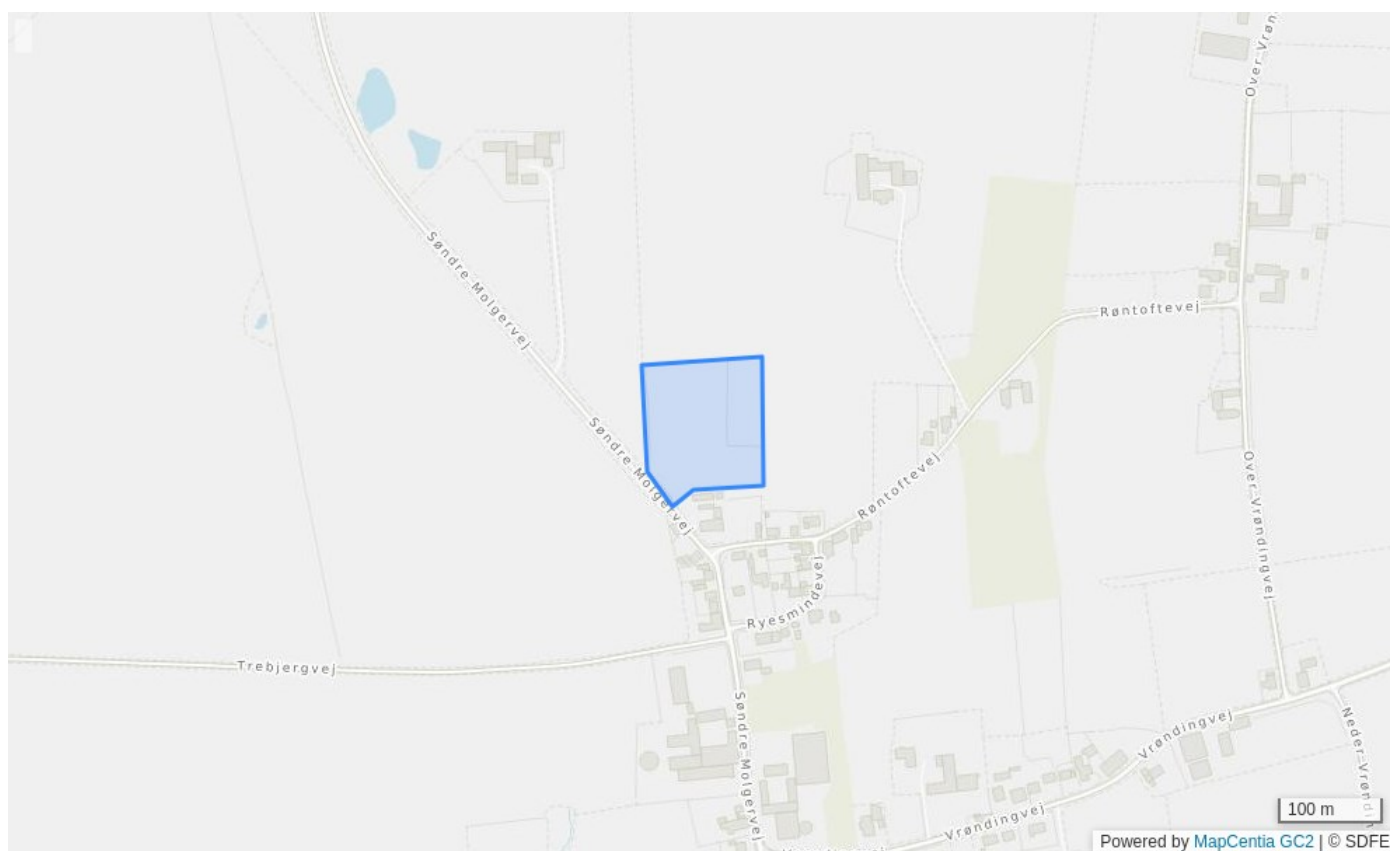 Over Vrøn
Søndre Molgervej
Røntoftevej
Søndre Molgervej
Røntoftevej
Over Vrøndingvej
Ryesmindevej
Trebjergvej
Søndre Molgervej
Vrøndingvej
Neder Vrøndin
Vrøndingvej
100 m
Powered by MapCentia GC2 | © SDFE